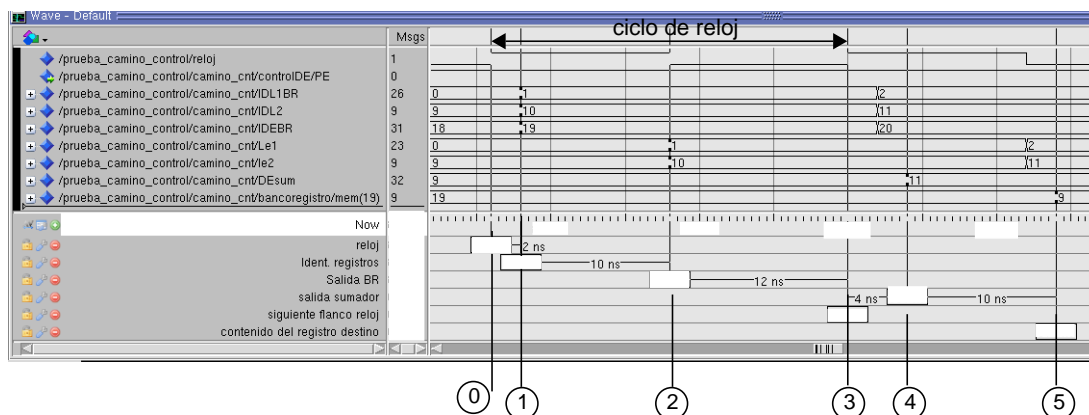 Wave - Default
Msgs
ciclo de reloj
/prueba_camino_control/reloj 1
/prueba_camino_control/camino_cnt/controlDE/PE 0
/prueba_camino_control/camino_cnt/IDL1BR 26 0 1 2
/prueba_camino_control/camino_cnt/IDL2 9 9 10 11
/prueba_camino_control/camino_cnt/IDEBR 31 18 19 20
/prueba_camino_control/camino_cnt/Le1 23 0 1 2
/prueba_camino_control/camino_cnt/le2 9 9 10 11
/prueba_camino_control/camino_cnt/DEsum 32 9 11
/prueba_camino_control/camino_cnt/bancoregistro/mem(19) 9 19 9
Now
reloj 2 ns
Ident. registros 10 ns
Salida BR 12 ns
salida sumador 4 ns 10 ns
siguiente flanco reloj
contenido del registro destino
0 1 2 3 4 5